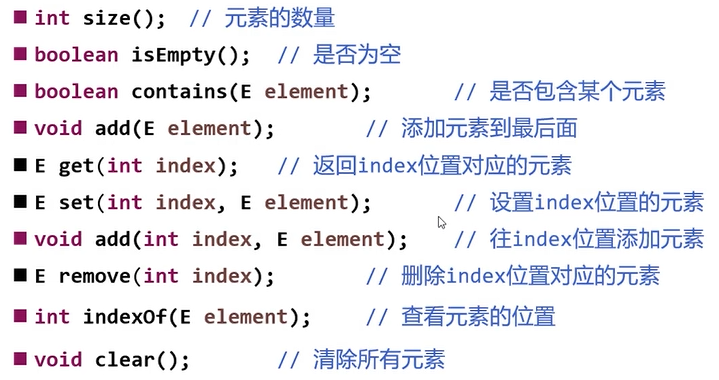 int size(); // 元素的数量
boolean isEmpty(); // 是否为空
boolean contains(E element); // 是否包含某个元素
void add(E element); // 添加元素到最后面
E get(int index); // 返回index位置对应的元素
E set(int index, E element); // 设置index位置的元素
void add(int index, E element); // 往index位置添加元素
E remove(int index); // 删除index位置对应的元素
int indexOf(E element); // 查看元素的位置
void clear(); // 清除所有元素